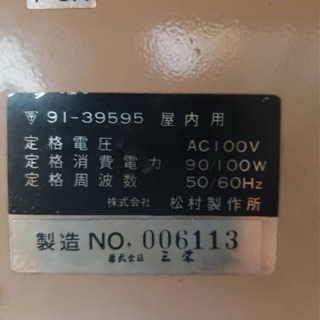 91-39595 屋内用
定格電圧 AC100V
定格消費電力 90/100W
定格周波数 50/60Hz
株式会社 松村製作所
製造 NO, 006113
株式会社 三栄